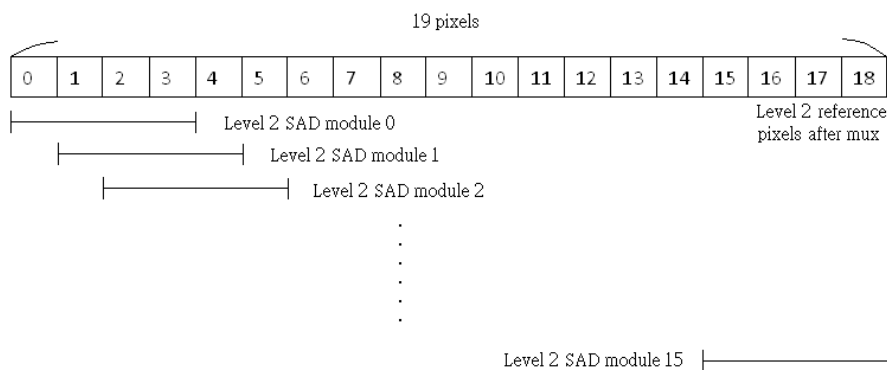 19 pixels
0 1 2 3 4 5 6 7 8 9 10 11 12 13 14 15 16 17 18
Level 2 SAD module 0
Level 2 reference
pixels after mux
Level 2 SAD module 1
Level 2 SAD module 2
Level 2 SAD module 15